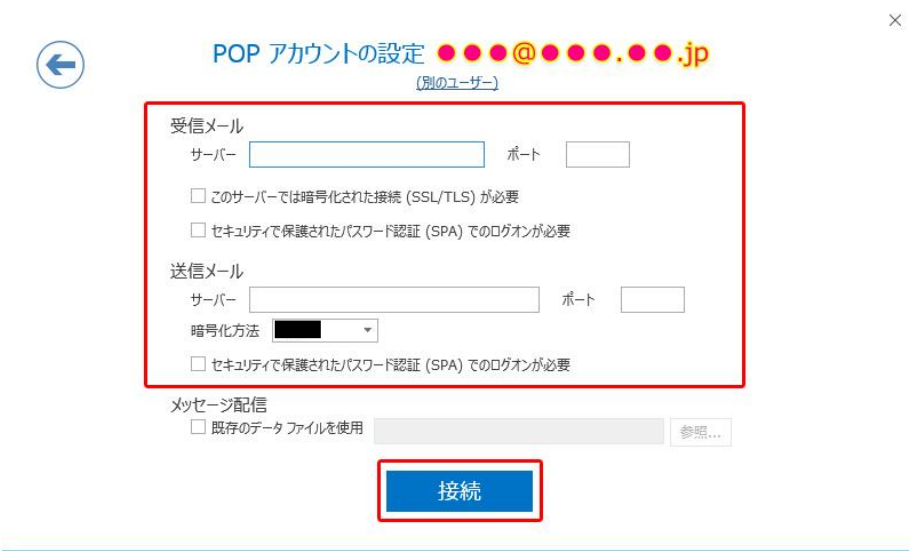 POP アカウントの設定 ●●●@●●●.●●.jp
(別のユーザー)
受信メール
サーバー ポート
このサーバーでは暗号化された接続 (SSL/TLS) が必要
セキュリティで保護されたパスワード認証 (SPA) でのログオンが必要
送信メール
サーバー ポート
暗号化方法
セキュリティで保護されたパスワード認証 (SPA) でのログオンが必要
メッセージ配信
既存のデータ ファイルを使用 参照...
接続